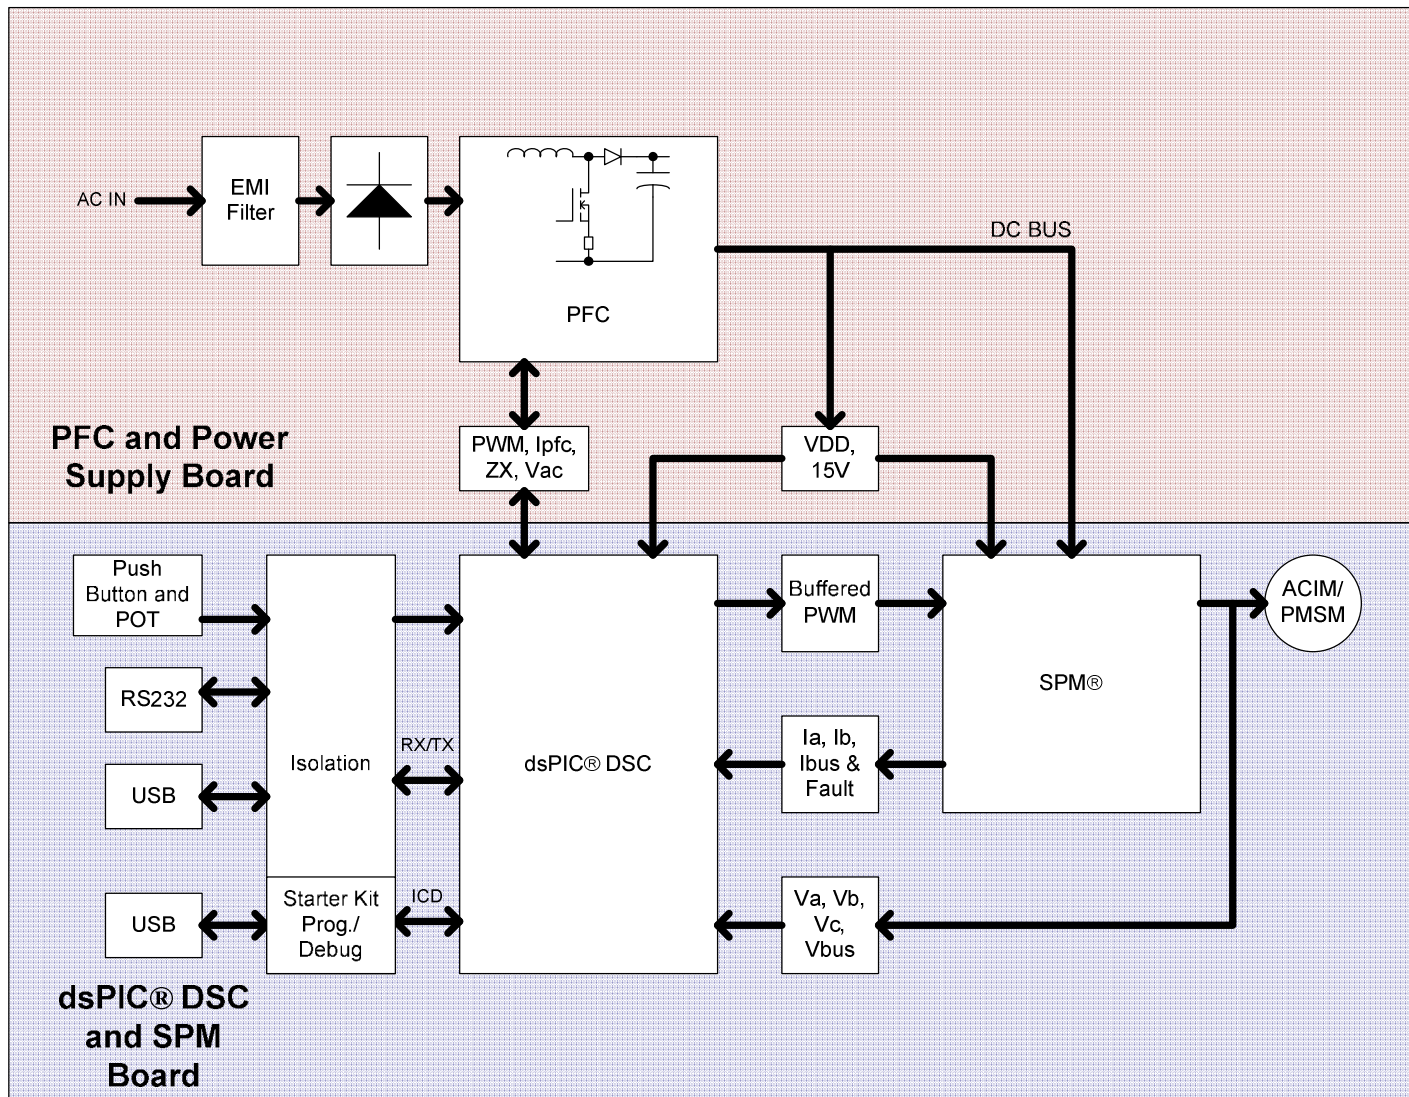 AC IN
EMI
Filter
PFC
DC BUS
PFC and Power
Supply Board
PWM, Ipfc,
ZX, Vac
VDD,
15V
Push
Button and
POT
RS232
USB
USB
Isolation
Starter Kit
Prog./
Debug
RX/TX
ICD
dsPIC® DSC
Buffered
PWM
Ia, Ib,
Ibus &
Fault
Va, Vb,
Vc,
Vbus
SPM®
ACIM/
PMSM
dsPIC® DSC
and SPM
Board